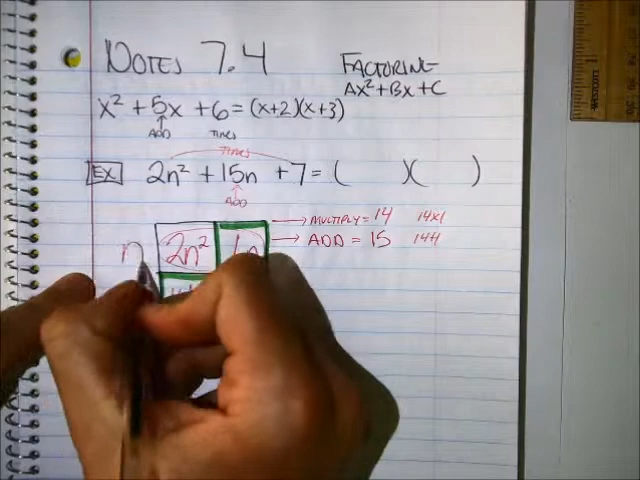 NOTES 7.4
FACTORING
AX² + BX + C
X² + 5X + 6 = (X+2)(X+3)
ADD TIMES
TIMES
EX 2n² + 15n + 7 = ( )( )
ADD
MULTIPLY = 14 14x1
n 2n² 1n ADD = 15 14+1
WESTCOTT